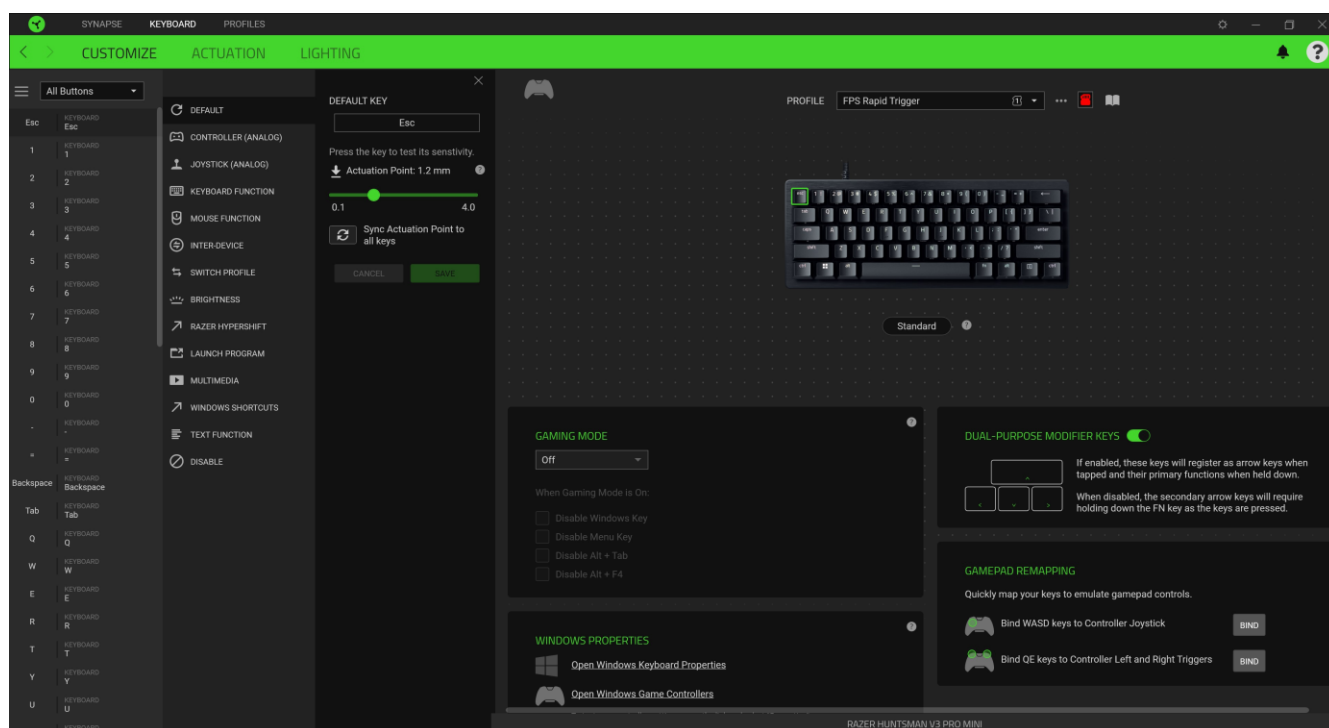 SYNAPSE KEYBOARD PROFILES
CUSTOMIZE ACTUATION LIGHTING
All Buttons
Esc KEYBOARD Esc
1 KEYBOARD 1
2 KEYBOARD 2
3 KEYBOARD 3
4 KEYBOARD 4
5 KEYBOARD 5
6 KEYBOARD 6
7 KEYBOARD 7
8 KEYBOARD 8
9 KEYBOARD 9
0 KEYBOARD 0
- KEYBOARD -
= KEYBOARD =
Backspace KEYBOARD Backspace
Tab KEYBOARD Tab
Q KEYBOARD Q
W KEYBOARD W
E KEYBOARD E
R KEYBOARD R
T KEYBOARD T
Y KEYBOARD Y
U KEYBOARD U
DEFAULT
CONTROLLER (ANALOG)
JOYSTICK (ANALOG)
KEYBOARD FUNCTION
MOUSE FUNCTION
INTER-DEVICE
SWITCH PROFILE
BRIGHTNESS
RAZER HYPERSHIFT
LAUNCH PROGRAM
MULTIMEDIA
WINDOWS SHORTCUTS
TEXT FUNCTION
DISABLE
DEFAULT KEY
Esc
Press the key to test its senstivity.
Actuation Point: 1.2 mm
0.1 4.0
Sync Actuation Point to
all keys
CANCEL SAVE
PROFILE FPS Rapid Trigger
Standard
GAMING MODE
Off
When Gaming Mode is On:
Disable Windows Key
Disable Menu Key
Disable Alt + Tab
Disable Alt + F4
WINDOWS PROPERTIES
Open Windows Keyboard Properties
Open Windows Game Controllers
DUAL-PURPOSE MODIFIER KEYS
If enabled, these keys will register as arrow keys when
tapped and their primary functions when held down.
When disabled, the secondary arrow keys will require
holding down the FN key as the keys are pressed.
GAMEPAD REMAPPING
Quickly map your keys to emulate gamepad controls.
Bind WASD keys to Controller Joystick BIND
Bind QE keys to Controller Left and Right Triggers BIND
RAZER HUNTSMAN V3 PRO MINI